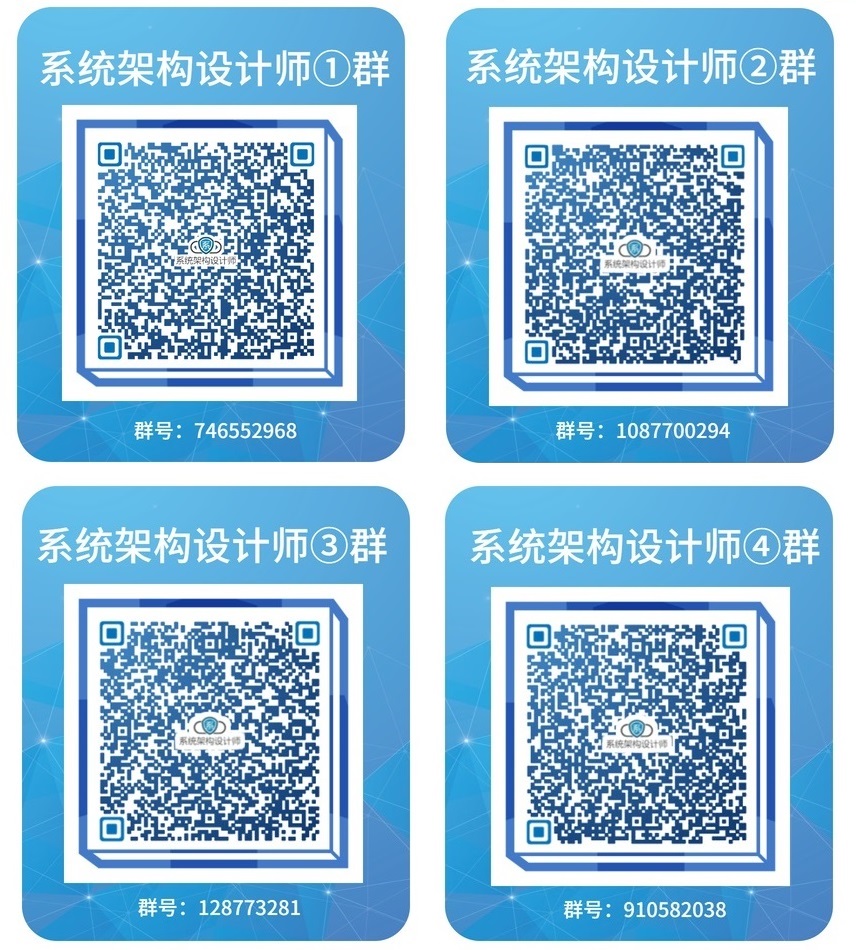 系统架构设计师①群
系统架构设计师
群号：746552968
系统架构设计师②群
系统架构设计师
群号：1087700294
系统架构设计师③群
系统架构设计师
群号：128773281
系统架构设计师④群
系统架构设计师
群号：910582038